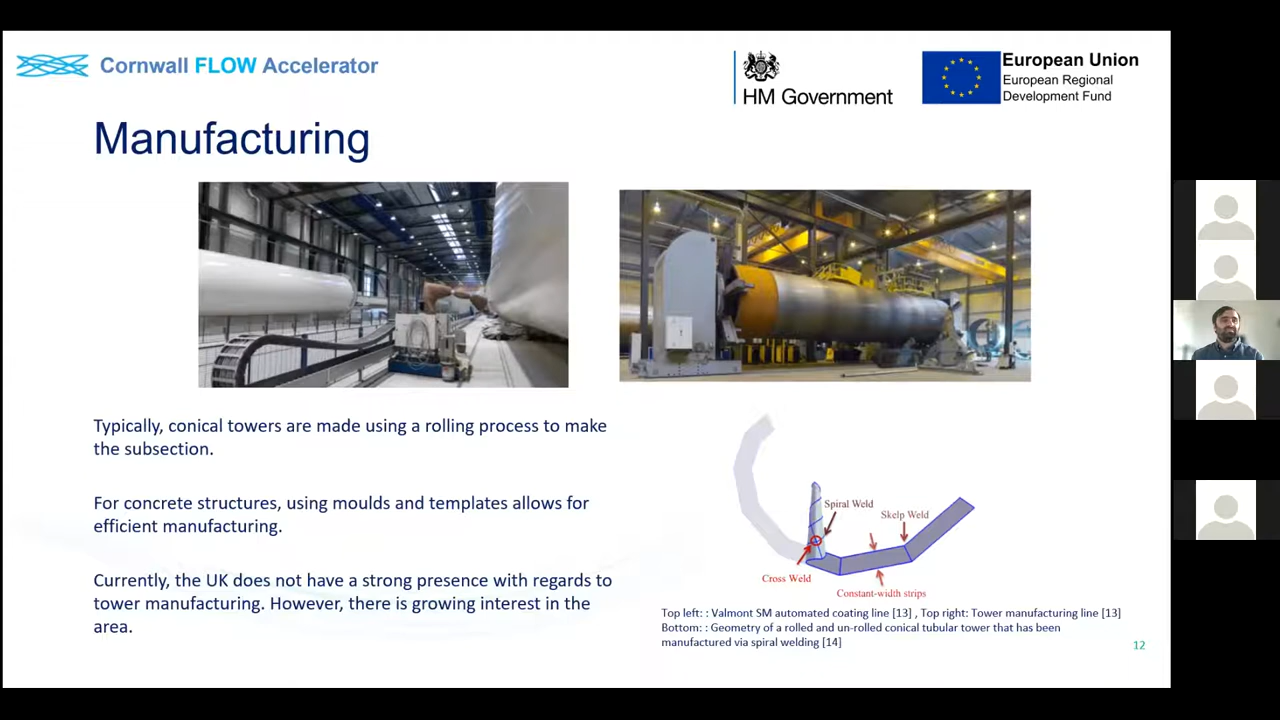 Cornwall FLOW Accelerator
HM Government
European Union
European Regional
Development Fund
Manufacturing
Typically, conical towers are made using a rolling process to make
the subsection.
For concrete structures, using moulds and templates allows for
efficient manufacturing.
Currently, the UK does not have a strong presence with regards to
tower manufacturing. However, there is growing interest in the
area.
Spiral Weld
Skelp Weld
Cross Weld
Constant-width strips
Top left: : Valmont SM automated coating line [13] , Top right: Tower manufacturing line [13]
Bottom: : Geometry of a rolled and un-rolled conical tubular tower that has been
manufactured via spiral welding [14]
12